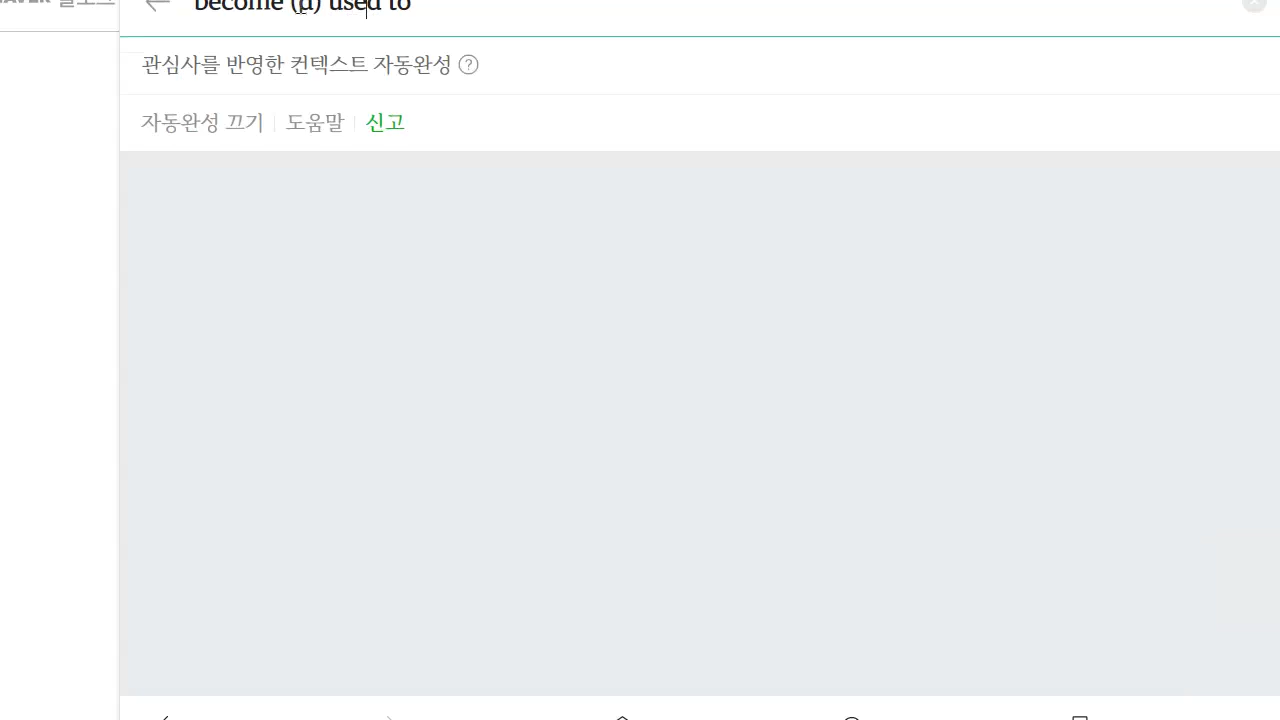 become (d) used to
관심사를 반영한 컨텍스트 자동완성 ?
자동완성 끄기 도움말 신고